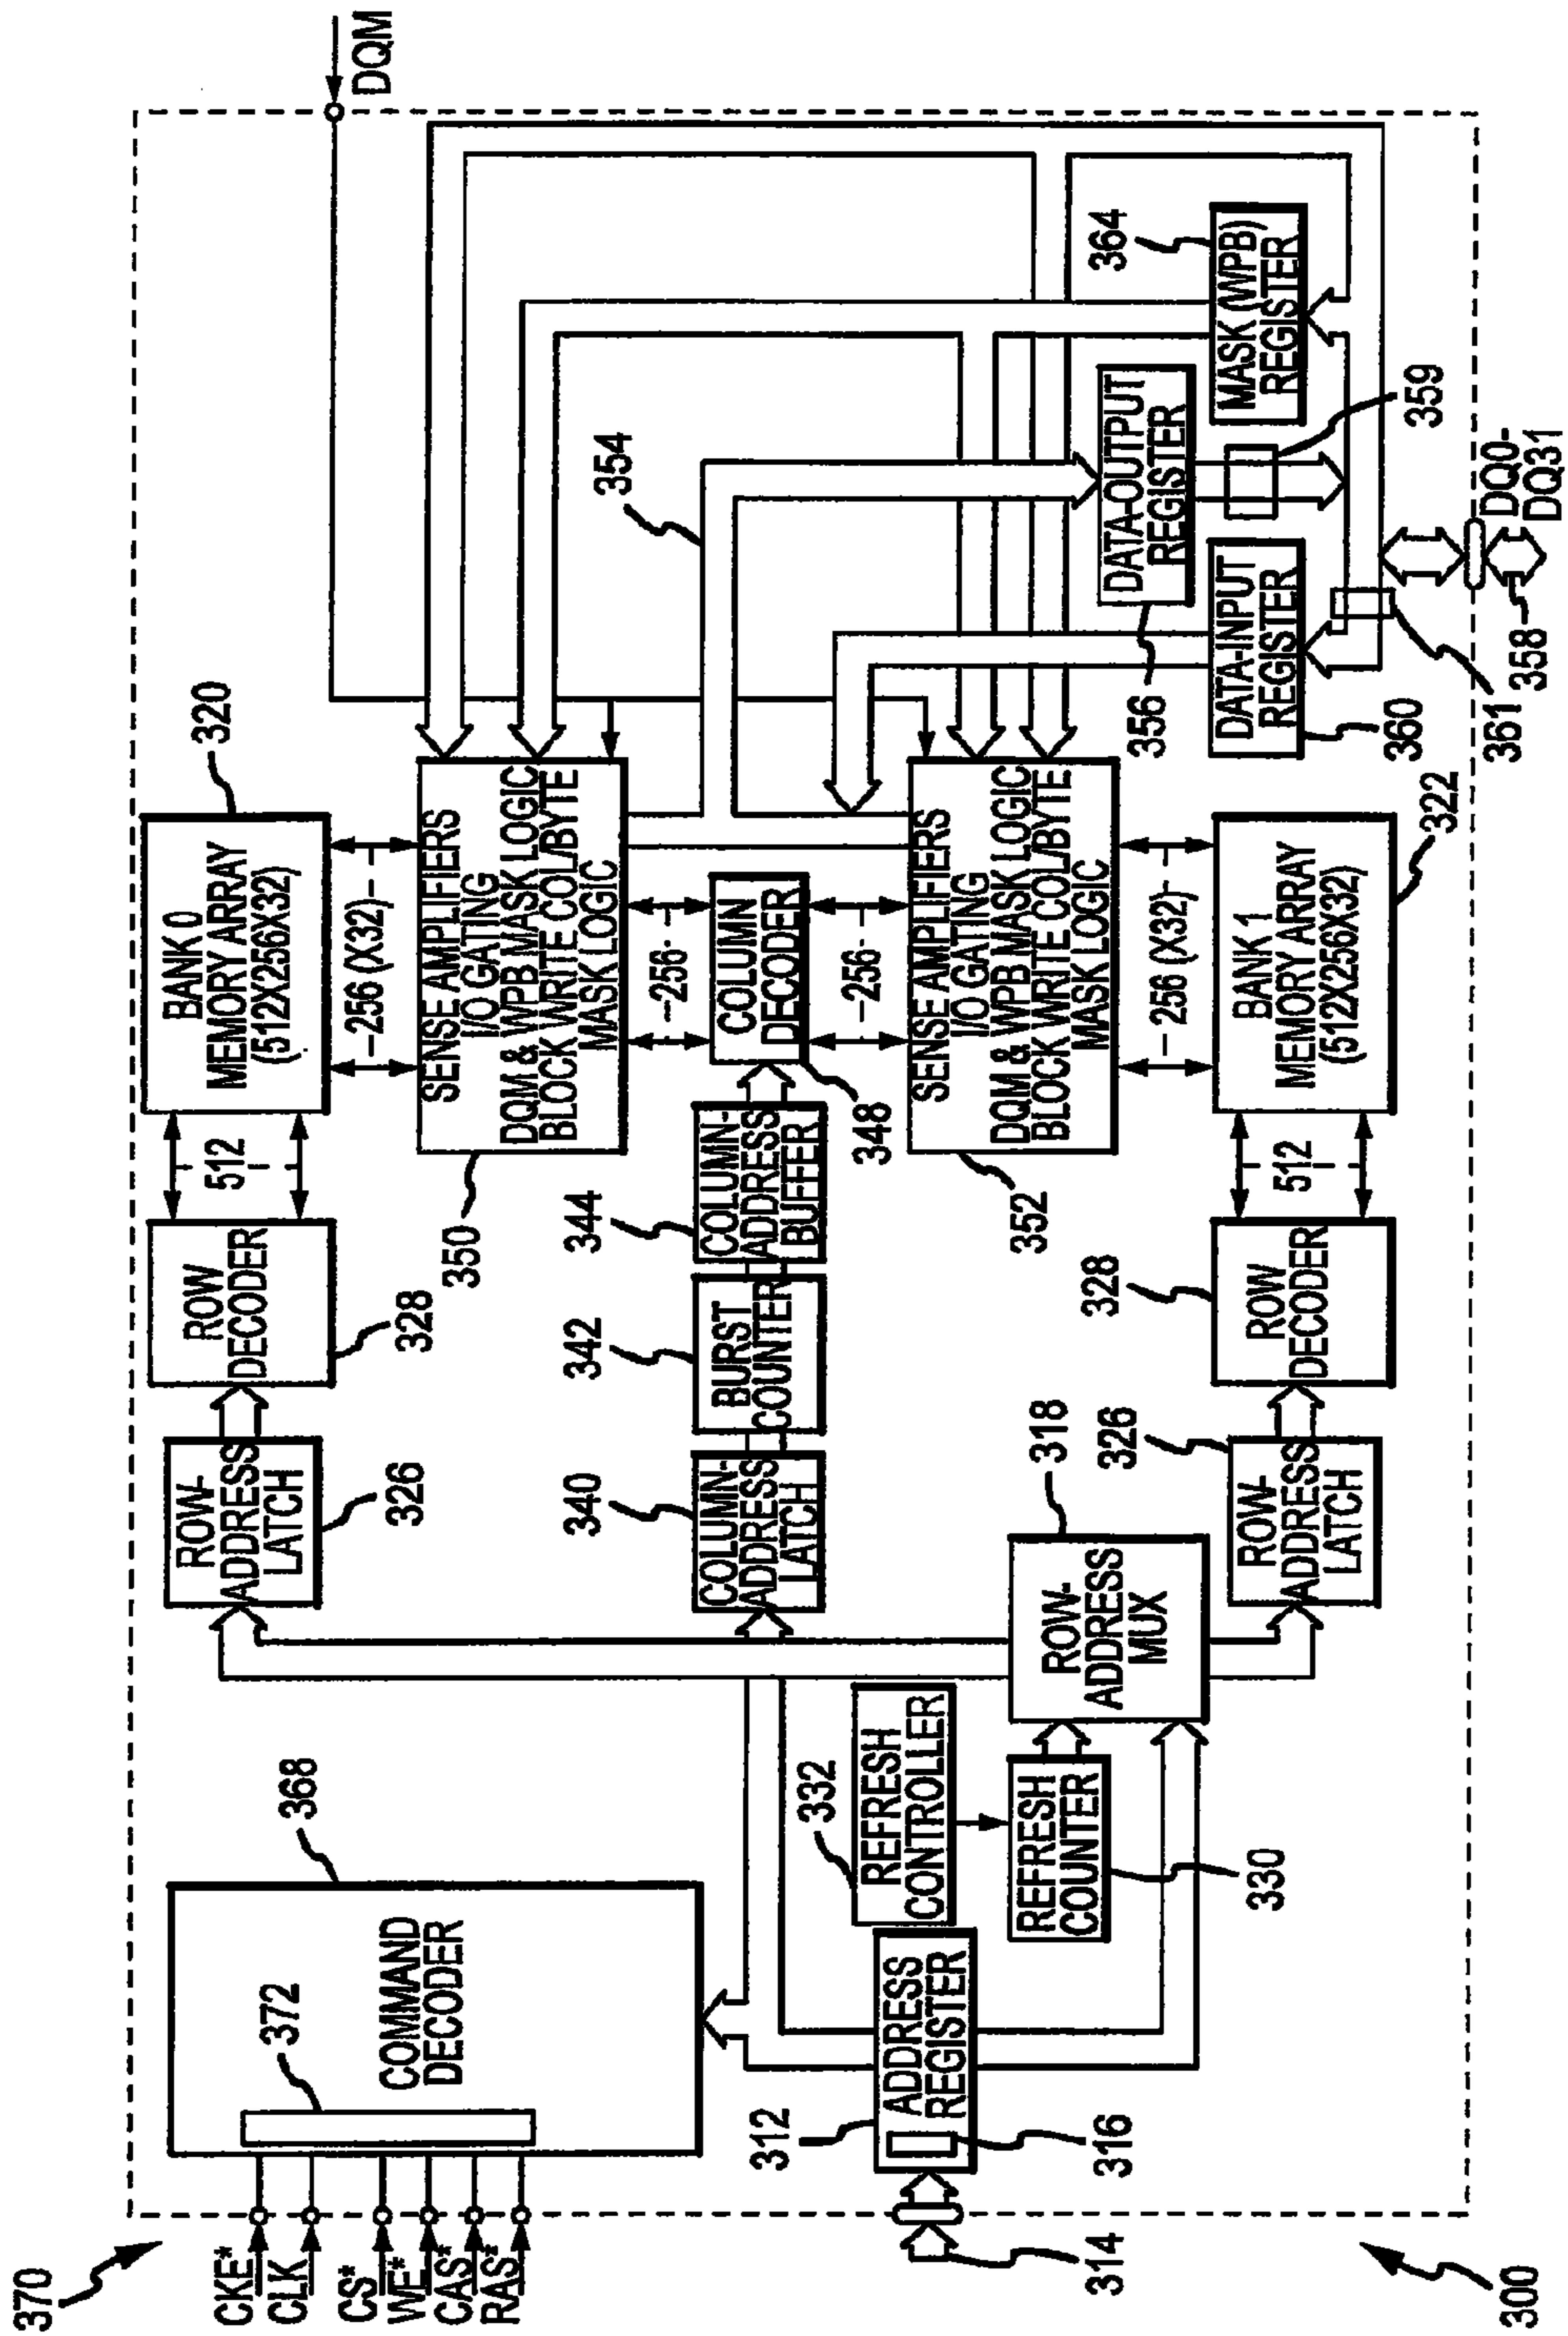 370
CKE*
CLK
CS*
WE*
CAS*
RAS*
372
COMMAND
DECODER
368
312
314
316
ADDRESS
REGISTER
332
REFRESH
CONTROLLER
REFRESH
COUNTER
330
ROW-
ADDRESS
MUX
318
ROW-
ADDRESS
LATCH
326
ROW
DECODER
328
512
BANK 0
MEMORY ARRAY
(512X256X32)
320
256 (X32)
SENSE AMPLIFIERS
I/O GATING
DQM & WPB MASK LOGIC
BLOCK WRITE COL/BYTE
MASK LOGIC
350
256
340
COLUMN-
ADDRESS
LATCH
342
BURST
COUNTER
344
COLUMN-
ADDRESS
BUFFER
COLUMN
DECODER
348
256
SENSE AMPLIFIERS
I/O GATING
DQM & WPB MASK LOGIC
BLOCK WRITE COL/BYTE
MASK LOGIC
352
256 (X32)
326
ROW-
ADDRESS
LATCH
328
ROW
DECODER
512
BANK 1
MEMORY ARRAY
(512X256X32)
322
354
DATA-OUTPUT
REGISTER
356
DATA-INPUT
REGISTER
360
MASK (WPB)
REGISTER
364
359
361
358
DQ0-
DQ31
DQM
300